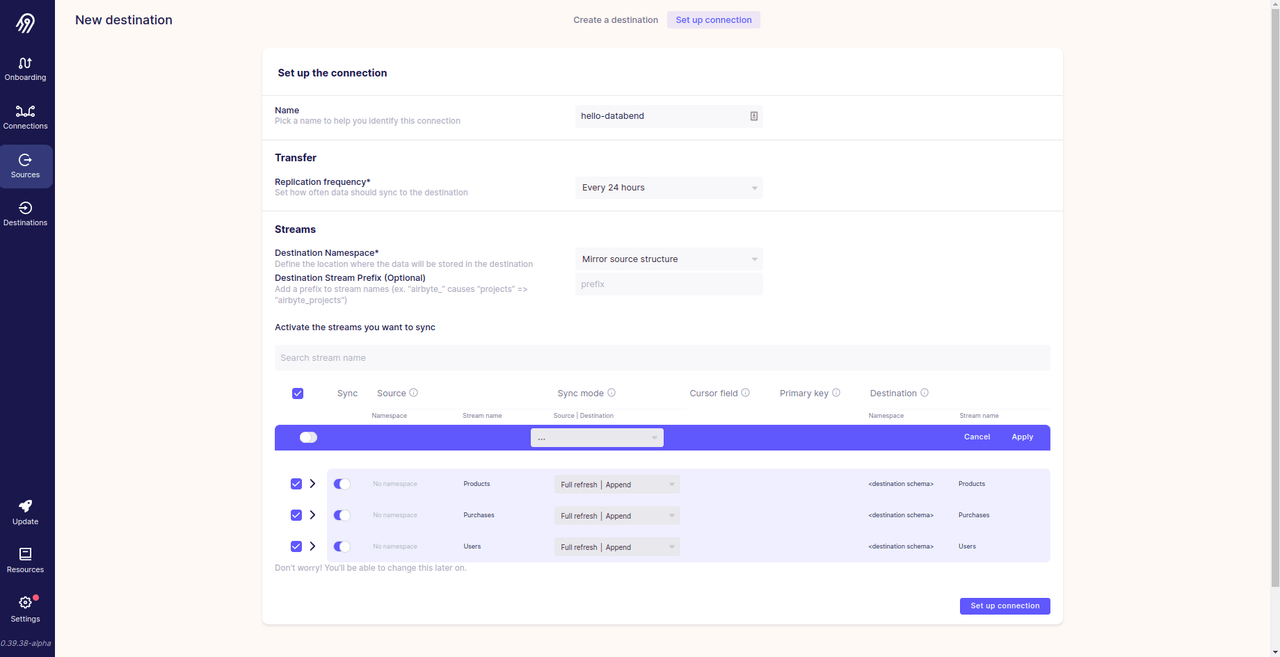 New destination
Create a destination
Set up connection
Onboarding
Connections
Sources
Destinations
Update
Resources
Settings
0.39.38-alpha
Set up the connection
Name
Pick a name to help you identify this connection
hello-databend
Transfer
Replication frequency*
Set how often data should sync to the destination
Every 24 hours
Streams
Destination Namespace*
Define the location where the data will be stored in the destination
Mirror source structure
Destination Stream Prefix (Optional)
Add a prefix to stream names (ex. "airbyte_" causes "projects" =>
"airbyte_projects")
prefix
Activate the streams you want to sync
Search stream name
Sync Source Sync mode Cursor field Primary key Destination
Namespace Stream name Source | Destination Namespace Stream name
... Cancel Apply
No namespace Products Full refresh | Append <destination schema> Products
No namespace Purchases Full refresh | Append <destination schema> Purchases
No namespace Users Full refresh | Append <destination schema> Users
Don't worry! You'll be able to change this later on.
Set up connection